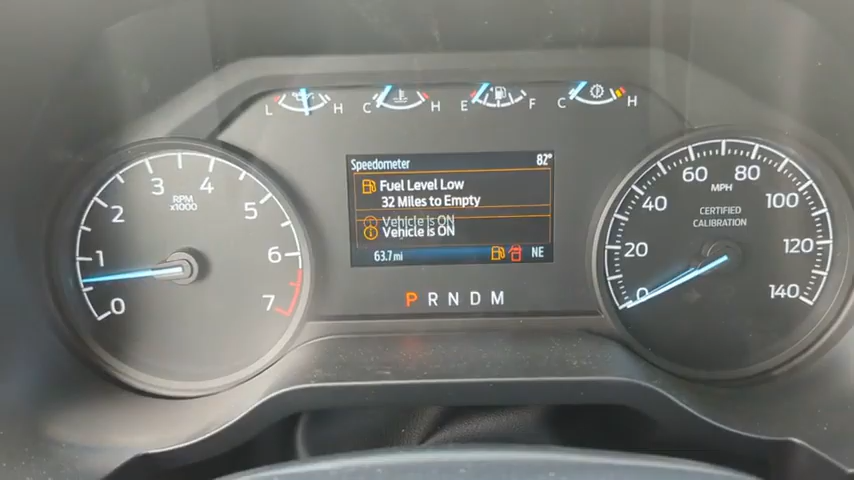 L H C H E F C H
Speedometer 82°
Fuel Level Low
32 Miles to Empty
Vehicle is ON
Vehicle is ON
63.7 mi NE
P R N D M
0 1 2 3 4 5 6 7
RPM
x1000
0 20 40 60 80 100 120 140
MPH
CERTIFIED
CALIBRATION